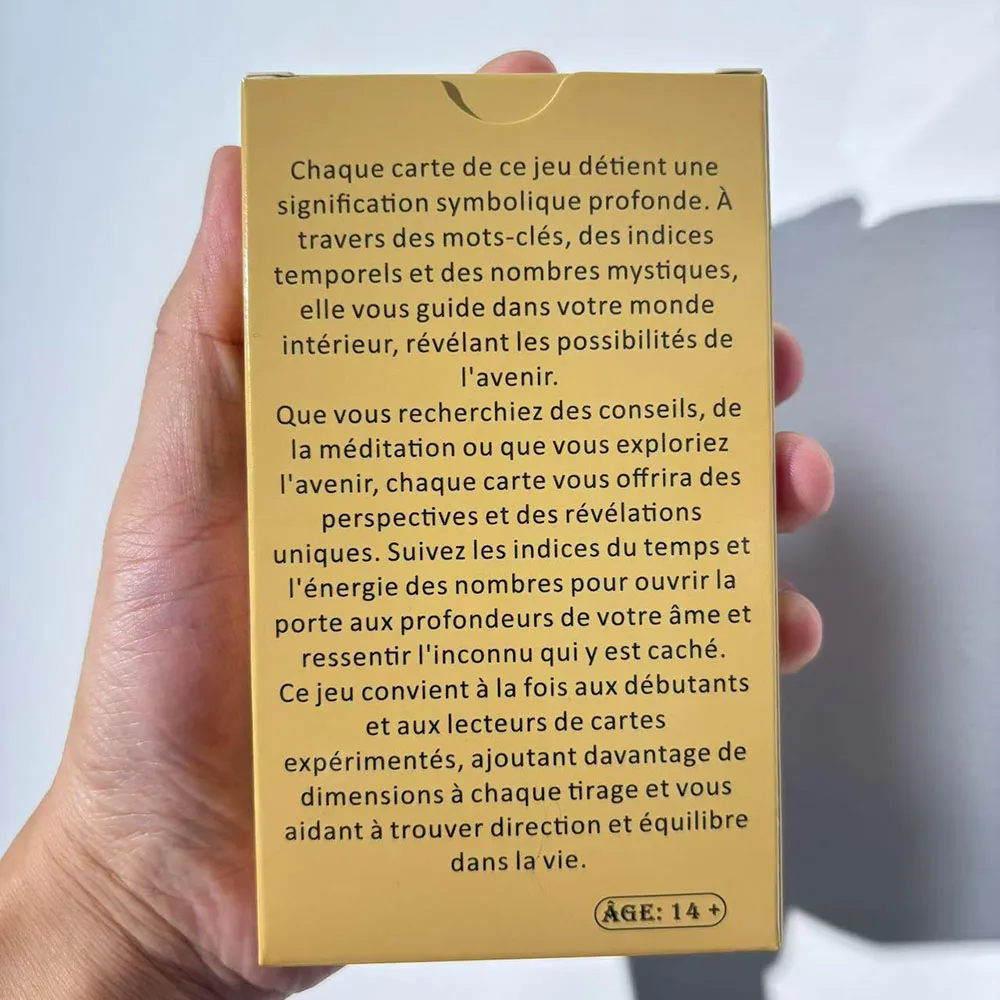 Chaque carte de ce jeu détient une
signification symbolique profonde. À
travers des mots-clés, des indices
temporels et des nombres mystiques,
elle vous guide dans votre monde
intérieur, révélant les possibilités de
l'avenir.
Que vous recherchiez des conseils, de
la méditation ou que vous exploriez
l'avenir, chaque carte vous offrira des
perspectives et des révélations
uniques. Suivez les indices du temps et
l'énergie des nombres pour ouvrir la
porte aux profondeurs de votre âme et
ressentir l'inconnu qui y est caché.
Ce jeu convient à la fois aux débutants
et aux lecteurs de cartes
expérimentés, ajoutant davantage de
dimensions à chaque tirage et vous
aidant à trouver direction et équilibre
dans la vie.
ÂGE: 14 +